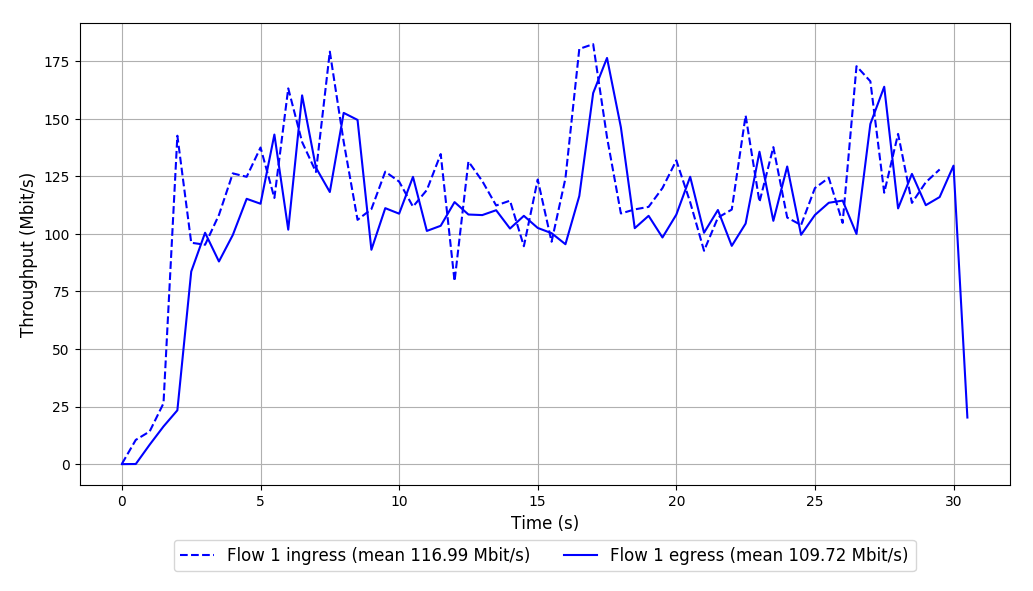 Throughput (Mbit/s)
175
150
125
100
75
50
25
0
0 5 10 15 20 25 30
Time (s)
Flow 1 ingress (mean 116.99 Mbit/s) Flow 1 egress (mean 109.72 Mbit/s)